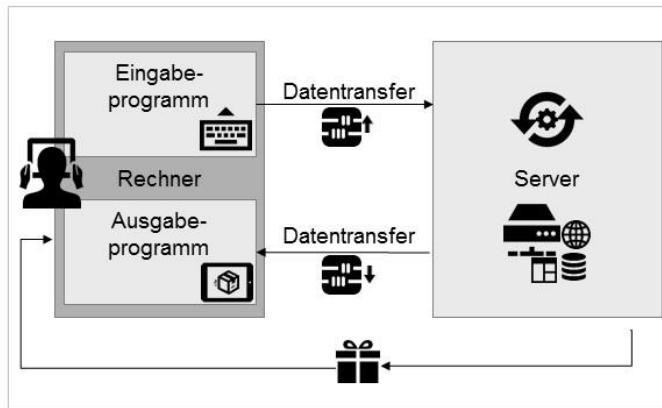 Eingabe-
programm
Datentransfer
Rechner
Server
Ausgabe-
programm
Datentransfer